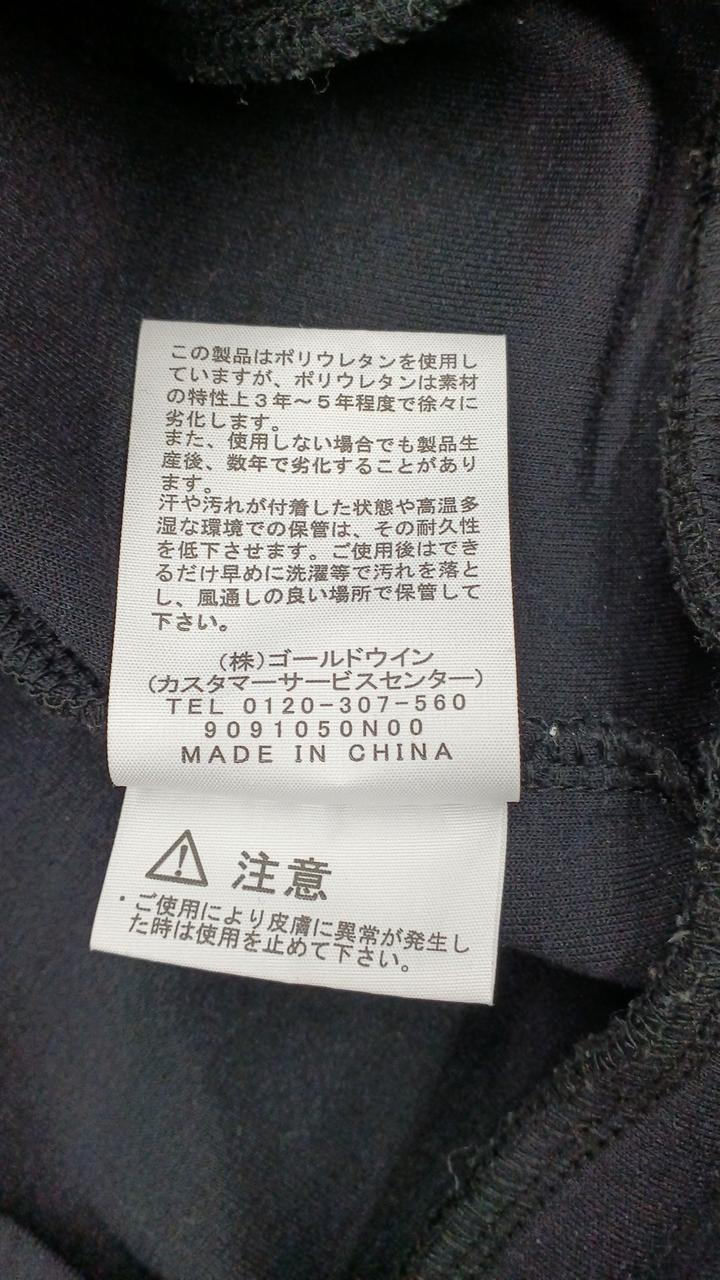 この製品はポリウレタンを使用し
ていますが、ポリウレタンは素材
の特性上３年～５年程度で徐々に
劣化します。
また、使用しない場合でも製品生
産後、数年で劣化することがあり
ます。
汗や汚れが付着した状態や高温多
湿な環境での保管は、その耐久性
を低下させます。ご使用後はでき
るだけ早めに洗濯等で汚れを落と
し、風通しの良い場所で保管して
下さい。
（株）ゴールドウイン
（カスタマーサービスセンター）
TEL 0120-307-560
9091050N00
MADE IN CHINA
注意
・ご使用により皮膚に異常が発生し
た時は使用を止めて下さい。